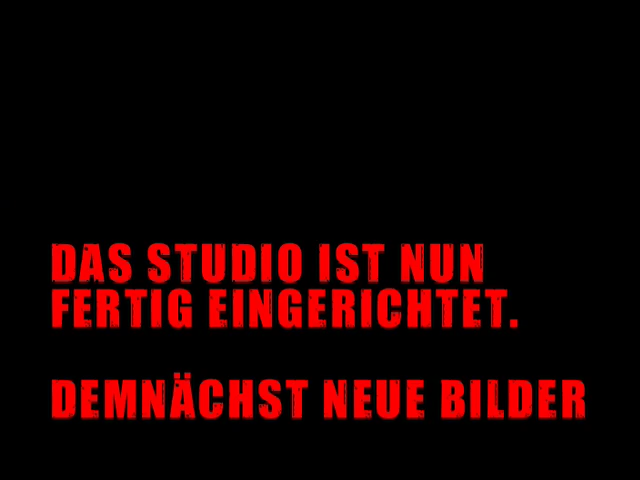 DAS STUDIO IST NUN
FERTIG EINGERICHTET.
DEMNÄCHST NEUE BILDER